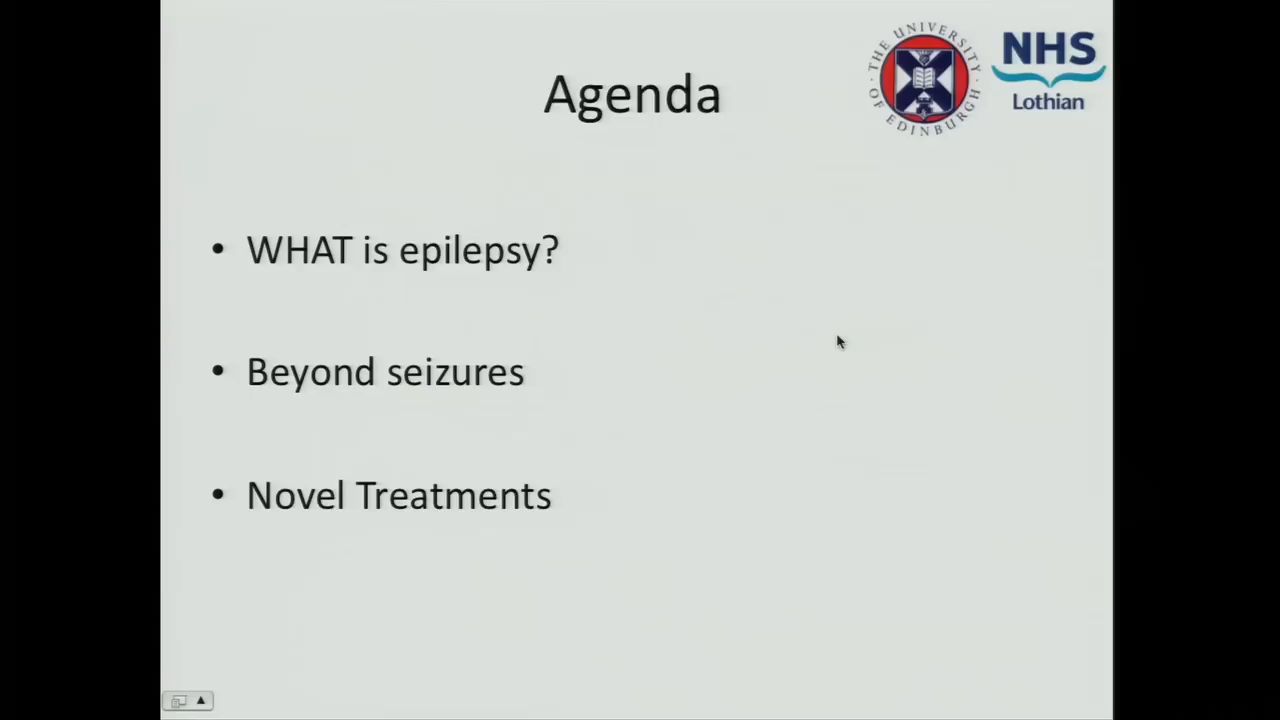 Agenda
THE UNIVERSITY OF EDINBURGH
NHS
Lothian
• WHAT is epilepsy?
• Beyond seizures
• Novel Treatments